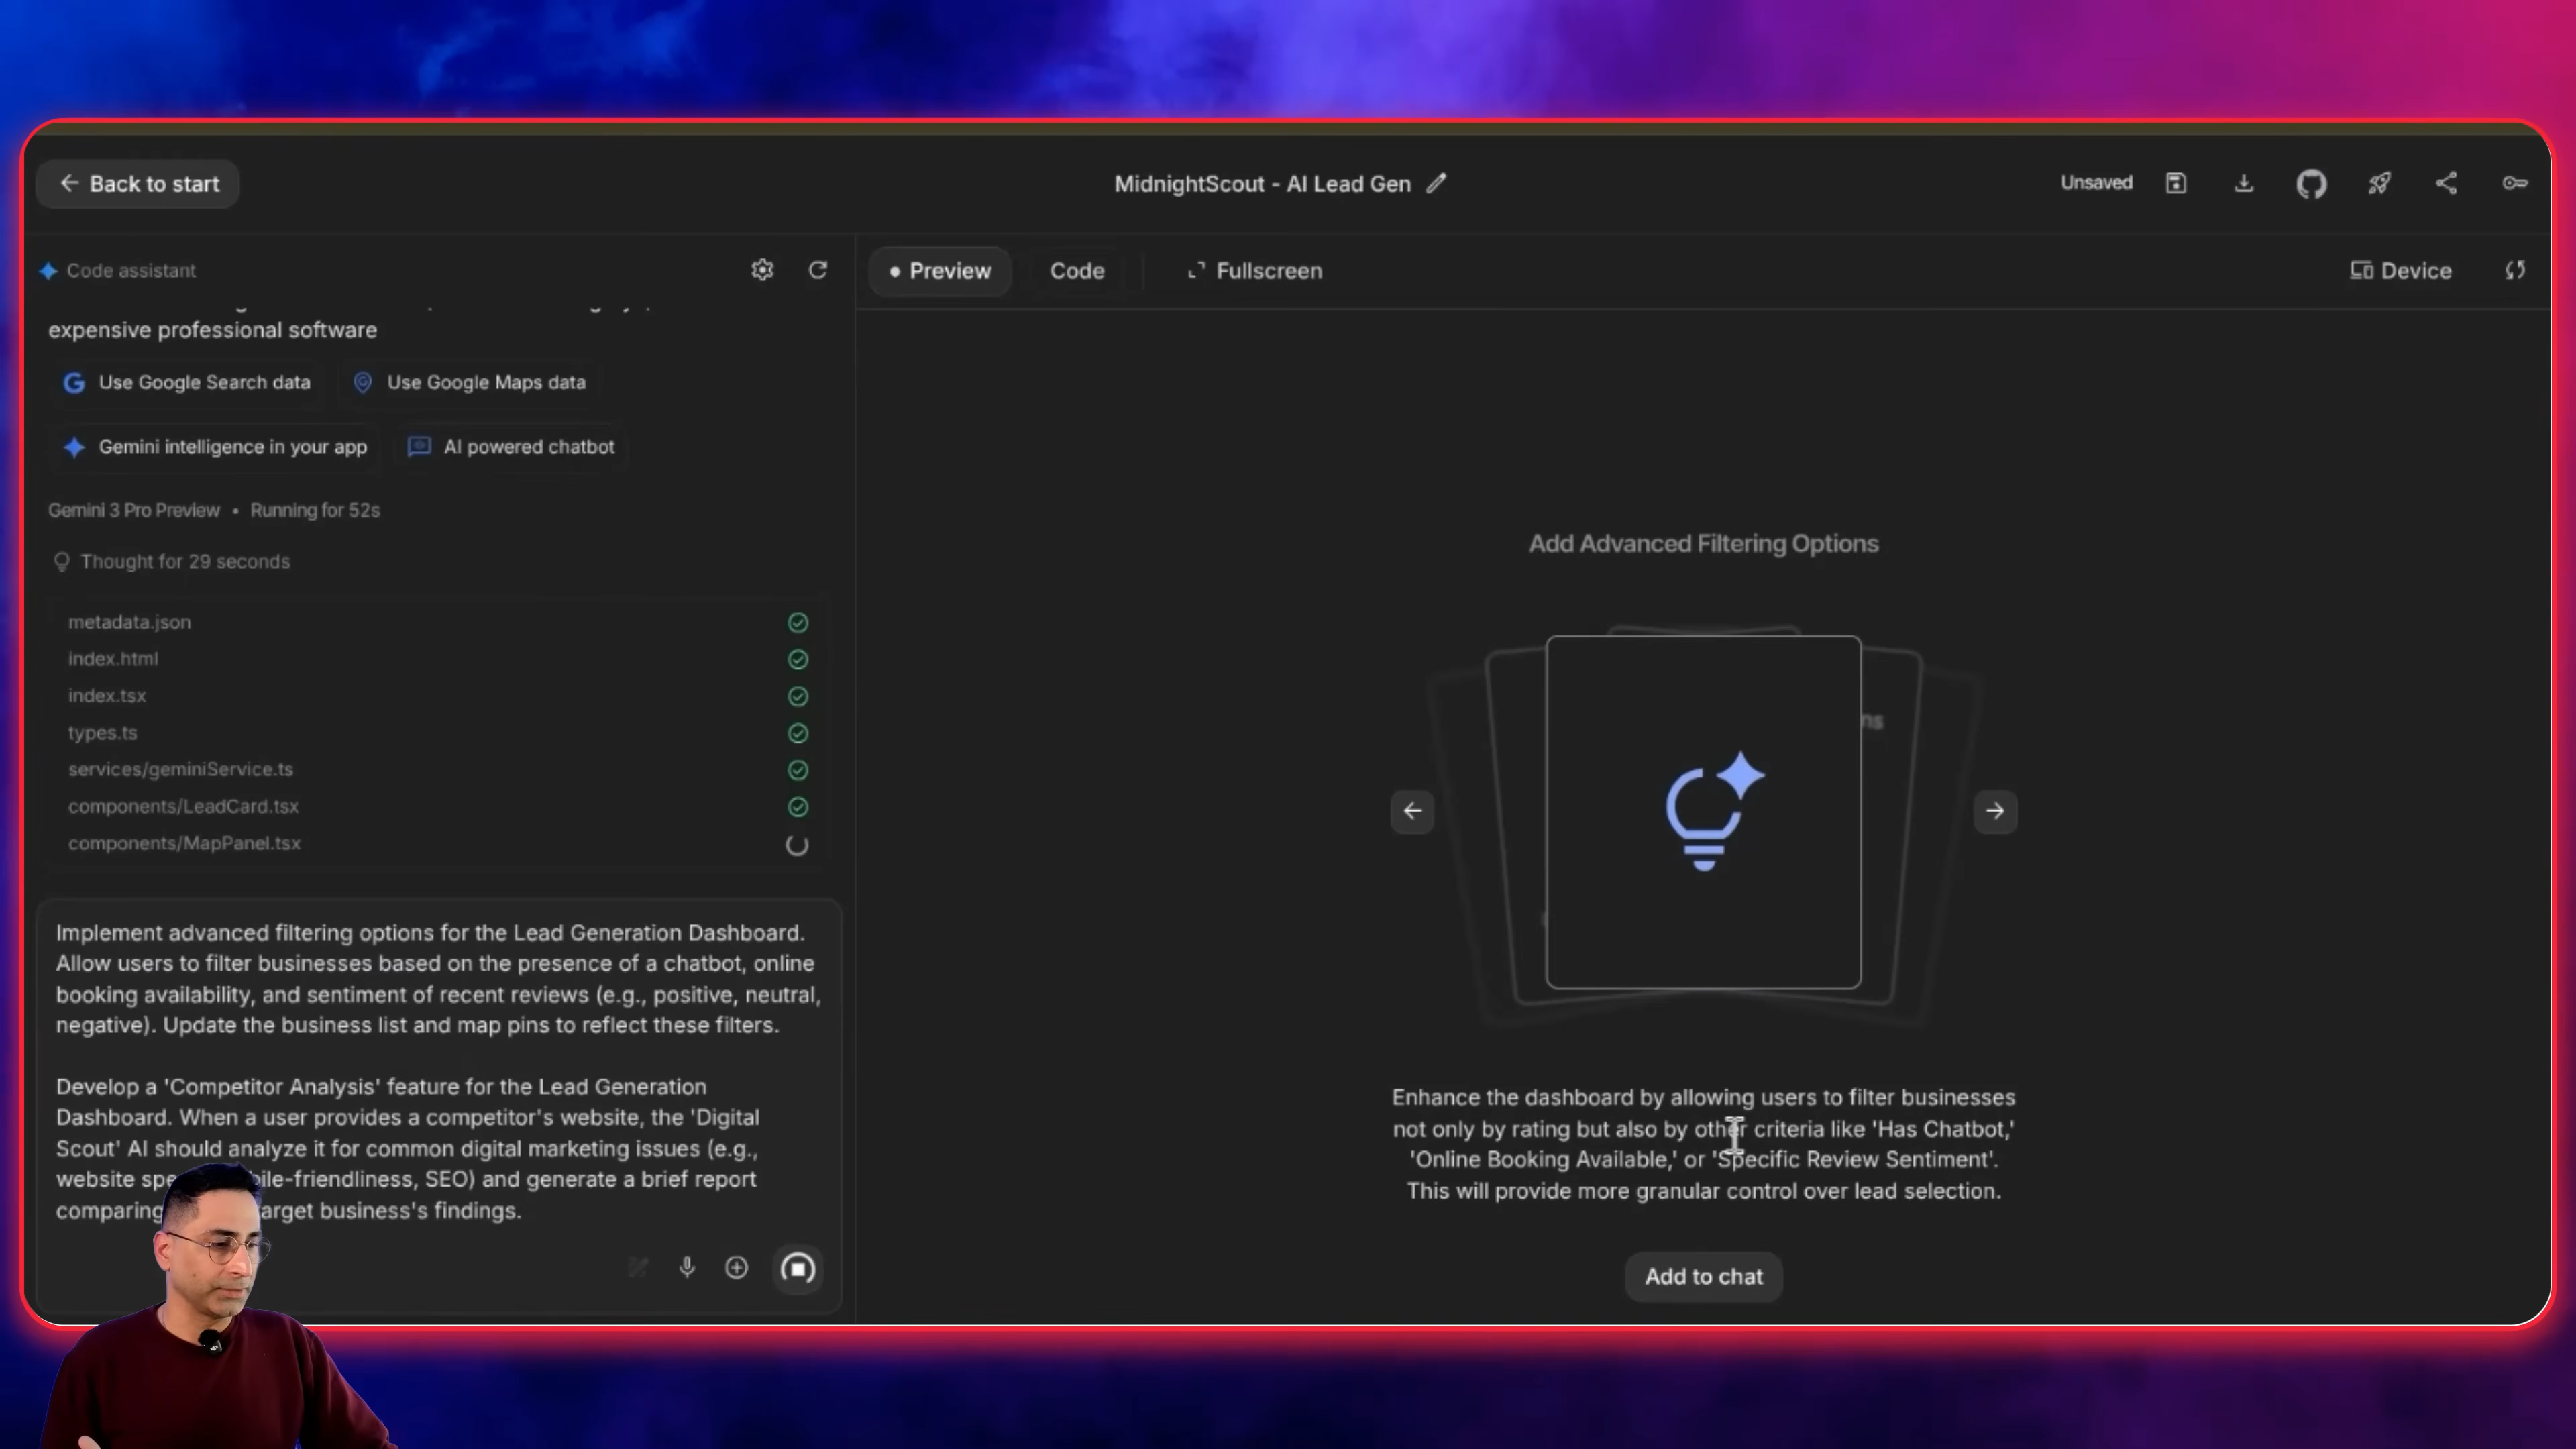 Back to start
MidnightScout - AI Lead Gen
Unsaved
Code assistant
Preview
Code
Fullscreen
Device
expensive professional software
Use Google Search data
Use Google Maps data
Gemini intelligence in your app
AI powered chatbot
Gemini 3 Pro Preview • Running for 52s
Thought for 29 seconds
metadata.json
index.html
index.tsx
types.ts
services/geminiService.ts
components/LeadCard.tsx
components/MapPanel.tsx
Implement advanced filtering options for the Lead Generation Dashboard.
Allow users to filter businesses based on the presence of a chatbot, online
booking availability, and sentiment of recent reviews (e.g., positive, neutral,
negative). Update the business list and map pins to reflect these filters.
Develop a 'Competitor Analysis' feature for the Lead Generation
Dashboard. When a user provides a competitor's website, the 'Digital
Scout' AI should analyze it for common digital marketing issues (e.g.,
website SEO) and generate a brief report
comparing business's findings.
Add Advanced Filtering Options
ns
Enhance the dashboard by allowing users to filter businesses
not only by rating but also by other criteria like 'Has Chatbot,'
'Online Booking Available,' or 'Specific Review Sentiment'.
This will provide more granular control over lead selection.
Add to chat